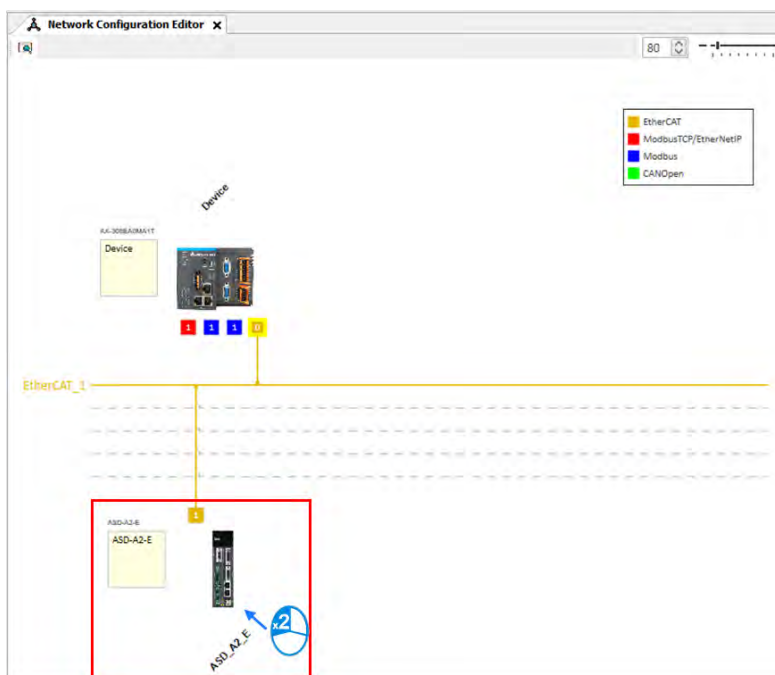 Network Configuration Editor x
80
EtherCAT
ModbusTCP/EtherNetIP
Modbus
CANOpen
Device
Device
1 1 1 0
EtherCAT_1
1
ASD-A2-E
ASD-A2-E
x2
ASD_A2_E